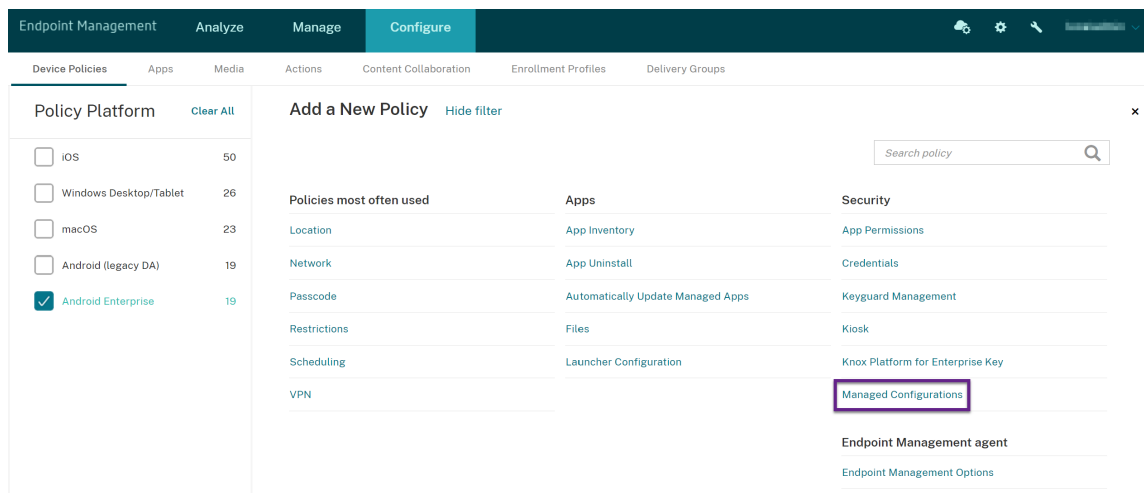 Endpoint Management Analyze Manage Configure
Device Policies Apps Media Actions Content Collaboration Enrollment Profiles Delivery Groups
Policy Platform Clear All
iOS 50
Windows Desktop/Tablet 26
macOS 23
Android (legacy DA) 19
Android Enterprise 19
Add a New Policy Hide filter
Search policy
Policies most often used
Location
Network
Passcode
Restrictions
Scheduling
VPN
Apps
App Inventory
App Uninstall
Automatically Update Managed Apps
Files
Launcher Configuration
Security
App Permissions
Credentials
Keyguard Management
Kiosk
Knox Platform for Enterprise Key
Managed Configurations
Endpoint Management agent
Endpoint Management Options